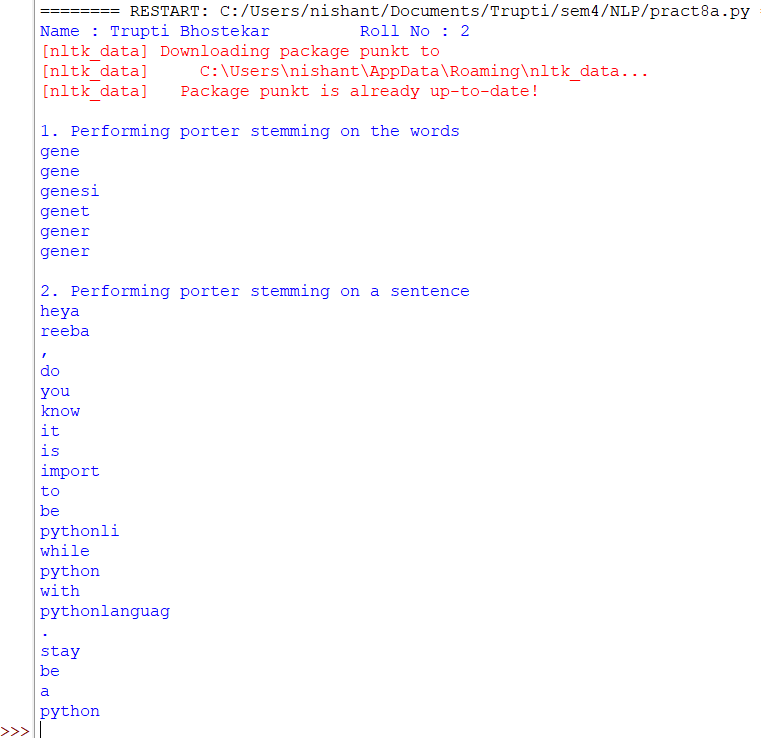 ======== RESTART: C:/Users/nishant/Documents/Trupti/sem4/NLP/pract8a.py =
Name : Trupti Bhostekar         Roll No : 2
[nltk_data] Downloading package punkt to
[nltk_data]     C:\Users\nishant\AppData\Roaming\nltk_data...
[nltk_data]   Package punkt is already up-to-date!
1. Performing porter stemming on the words
gene
gene
genesi
genet
gener
gener
2. Performing porter stemming on a sentence
heya
reeba
,
do
you
know
it
is
import
to
be
pythonli
while
python
with
pythonlanguag
.
stay
be
a
python
>>>